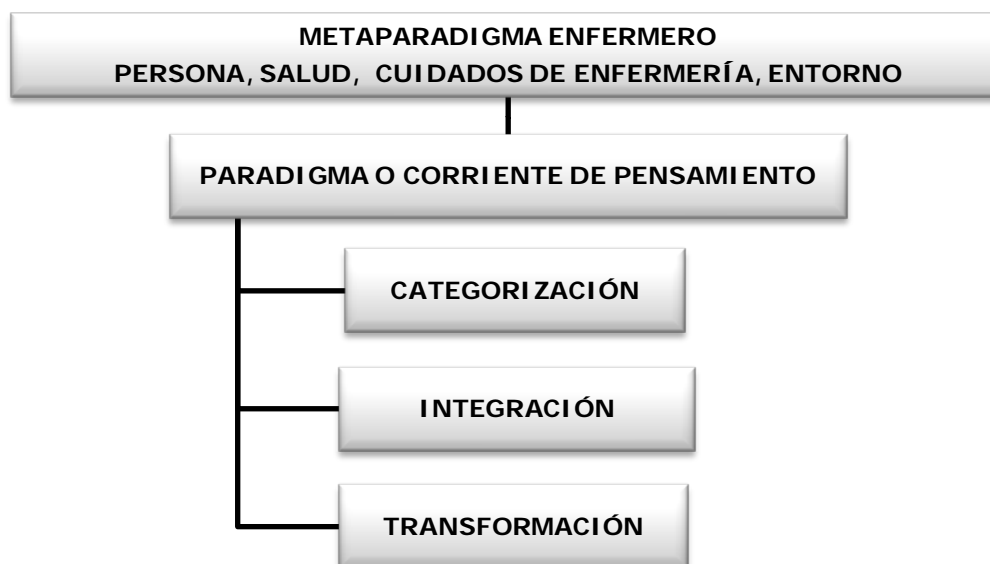 METAPARADIGMA ENFERMERO
PERSONA, SALUD, CUIDADOS DE ENFERMERÍA, ENTORNO
PARADIGMA O CORRIENTE DE PENSAMIENTO
CATEGORIZACIÓN
INTEGRACIÓN
TRANSFORMACIÓN